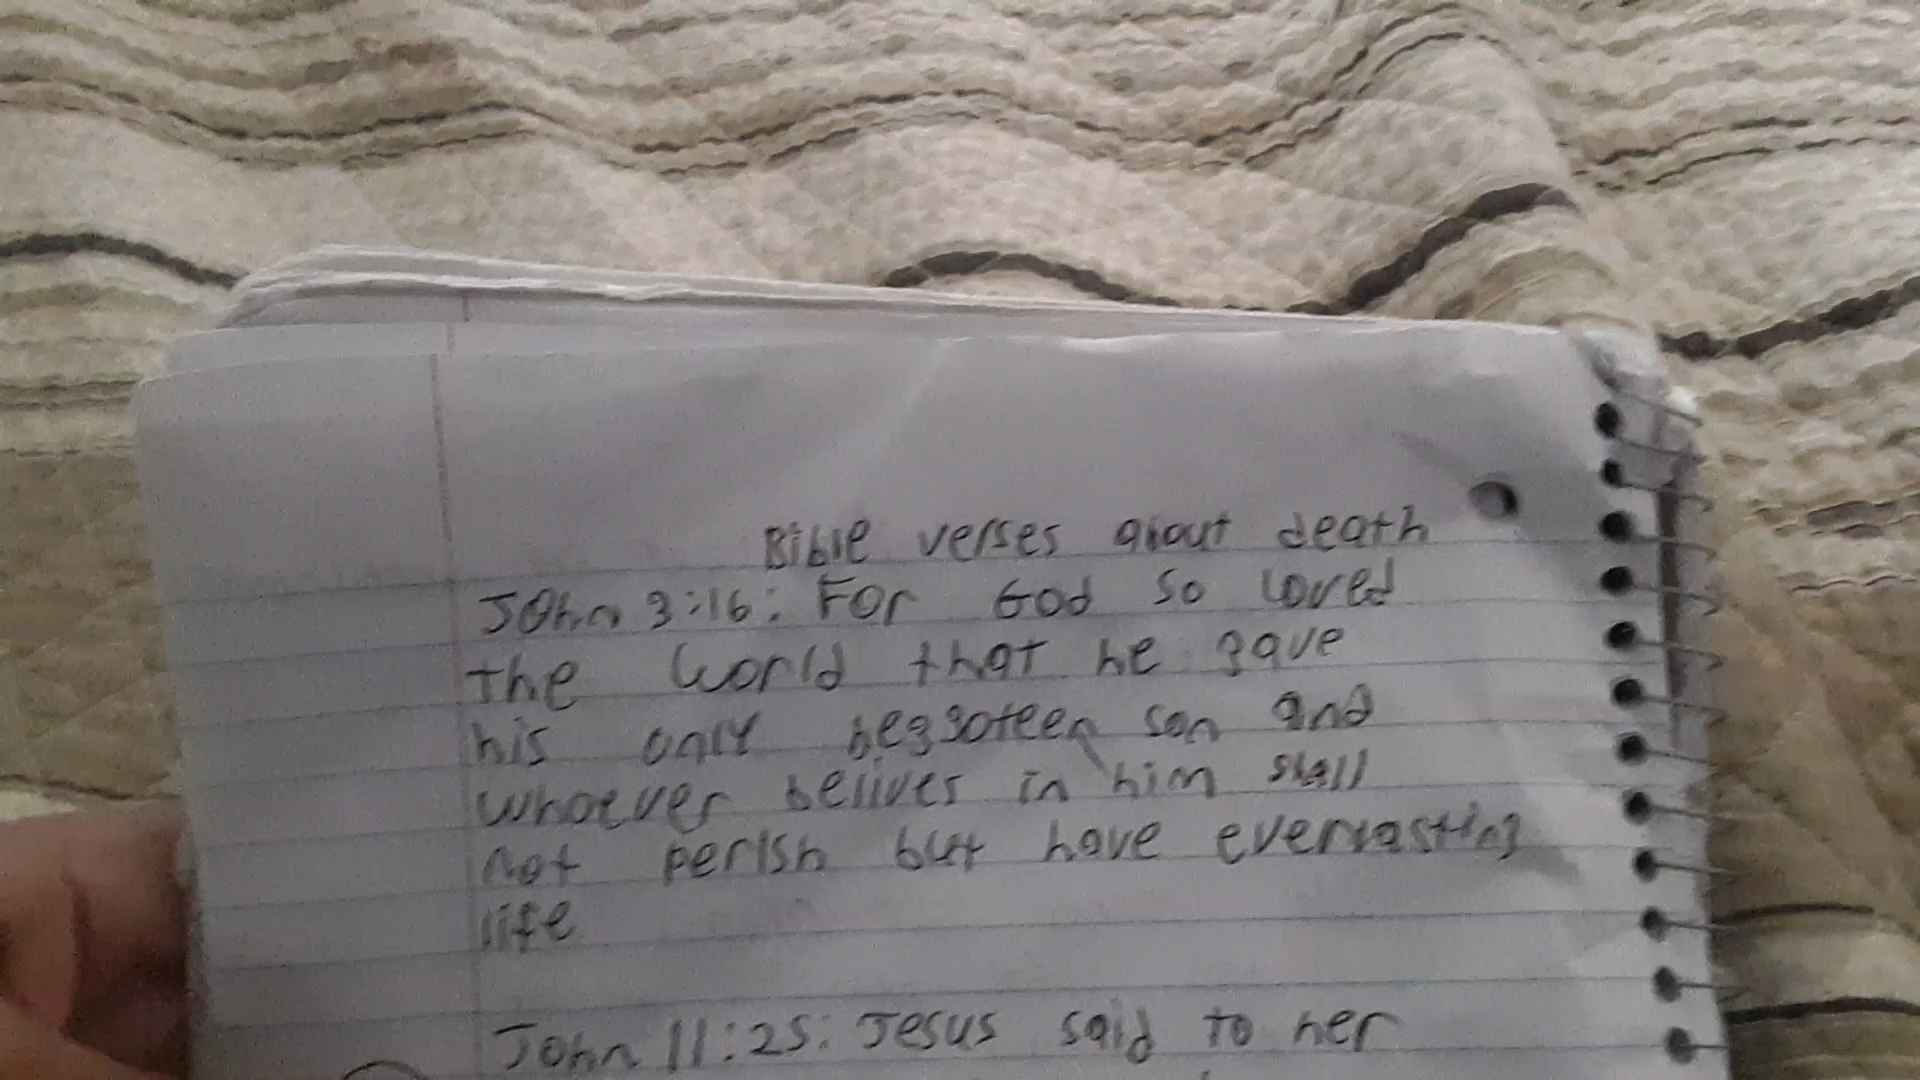 Bible verses about death
John 3:16: For God so loved
the world that he gave
his only beggoteen son and
whoever belives in him shall
not perish but have everlasting
life
John 11:25: Jesus said to her